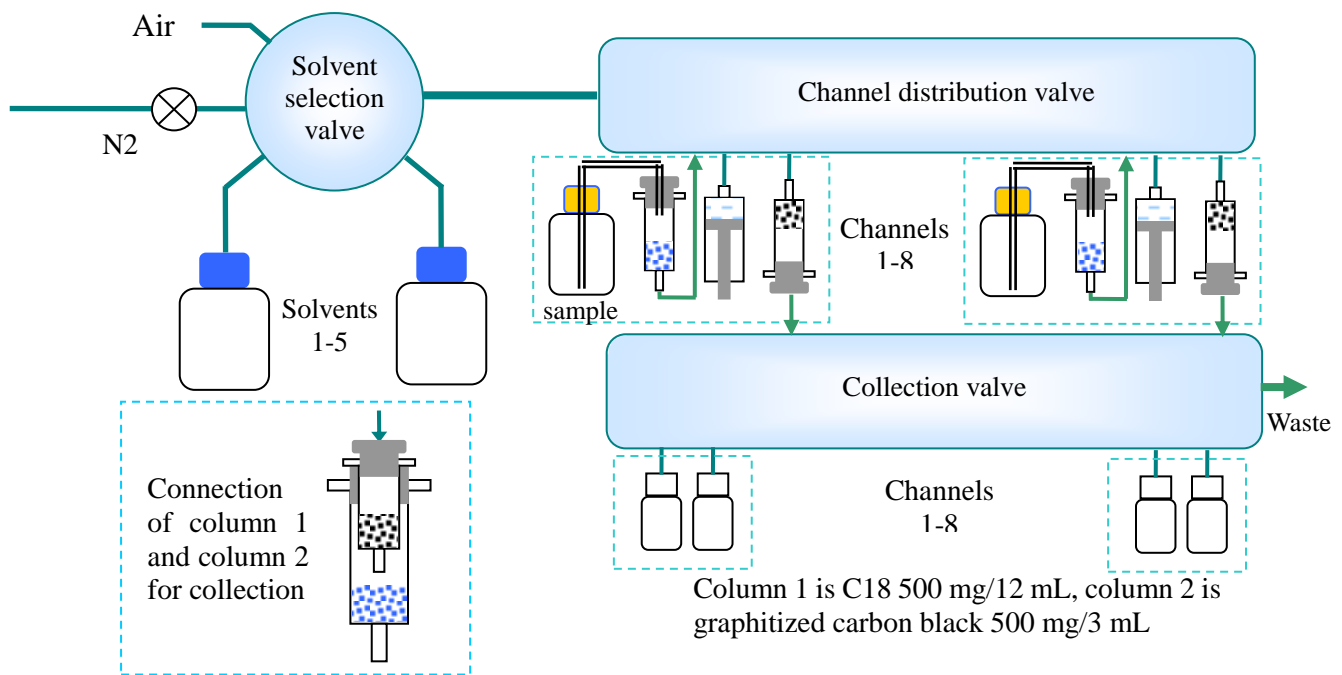 Air
N2
Solvent
selection
valve
Channel distribution valve
sample
Channels
1-8
Solvents
1-5
Collection valve
Waste
Connection
of column 1
and column 2
for collection
Channels
1-8
Column 1 is C18 500 mg/12 mL, column 2 is
graphitized carbon black 500 mg/3 mL